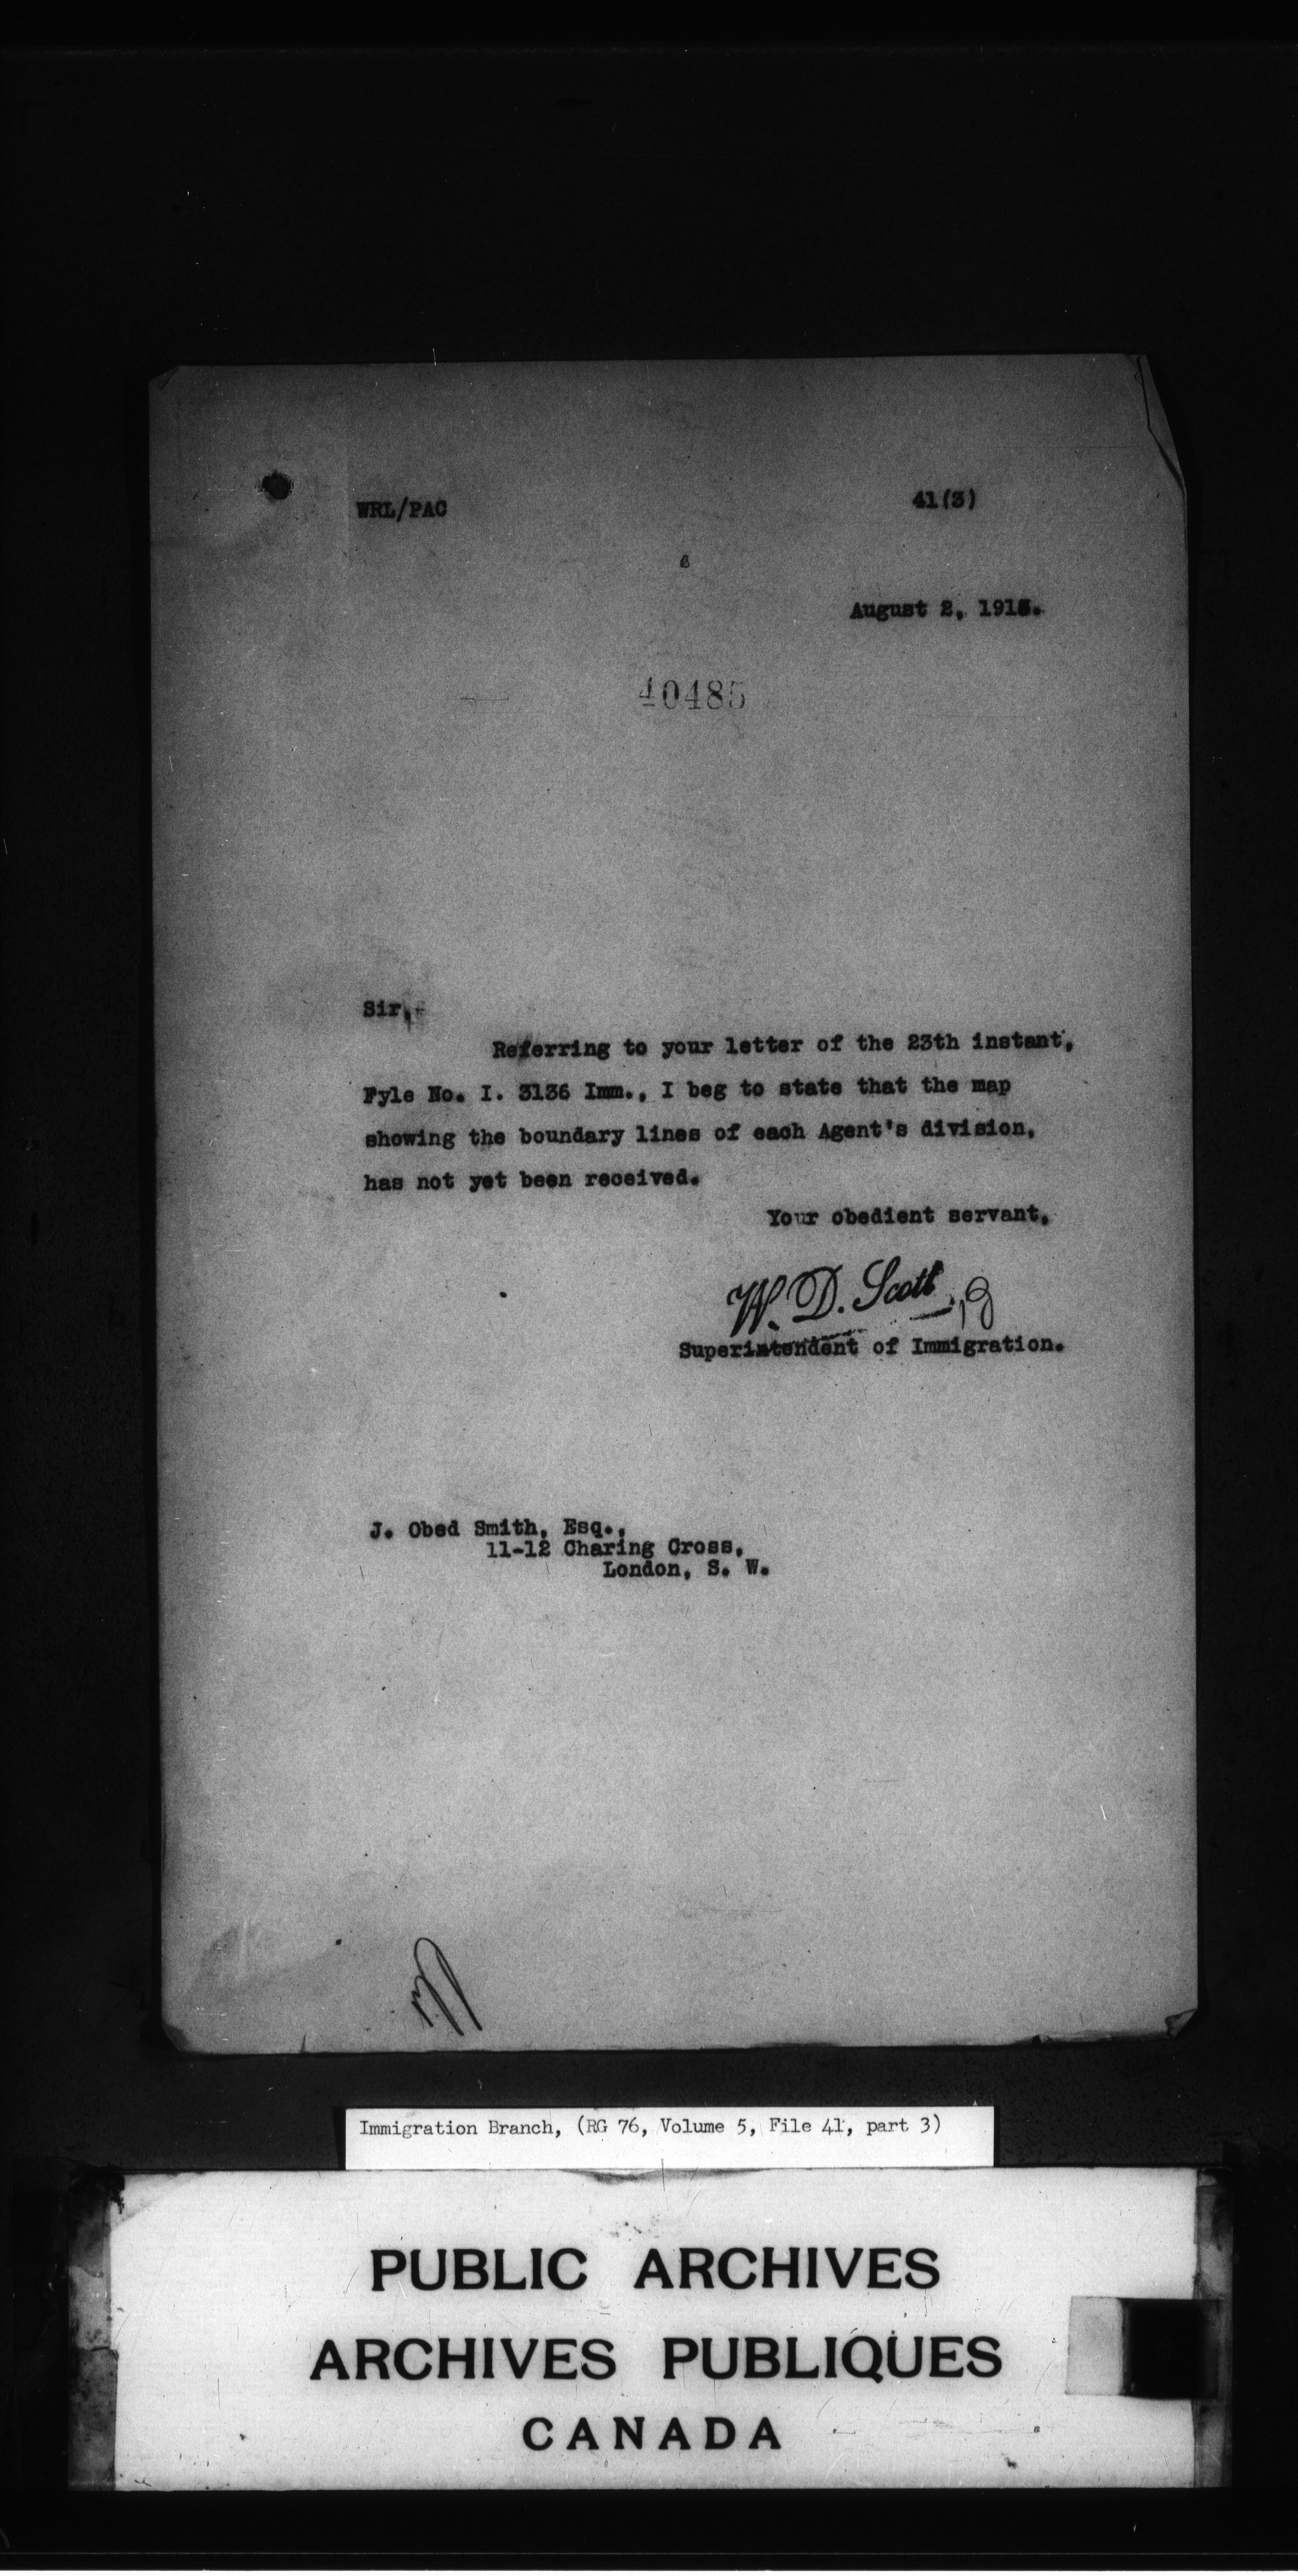 WRL/PAC
41(3)
August 2, 191
40485
Sir,
Referring to your letter of the 23th instant,
Fyle No. I. 3136 Imm., I beg to state that the map
showing the boundary lines of each Agent's division,
has not yet been received.
Your obedient servant,
W. D. Scott
Superintendent of Immigration.
J. Obed Smith, Esq.,
11-12 Charing Cross,
London, S. W.
Immigration Branch, (RG 76, Volume 5, File 41, part 3)
PUBLIC ARCHIVES
ARCHIVES PUBLIQUES
CANADA